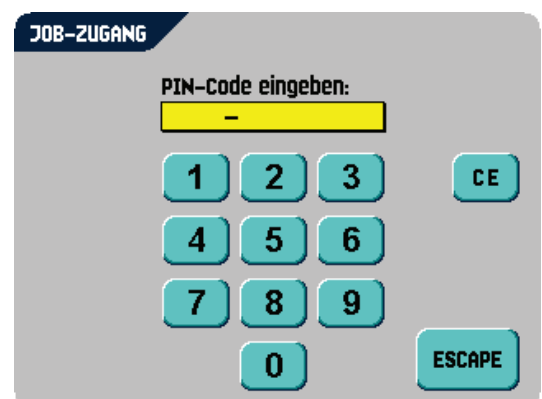 JOB-ZUGANG
PIN-Code eingeben:
–
1 2 3 CE
4 5 6
7 8 9
0 ESCAPE